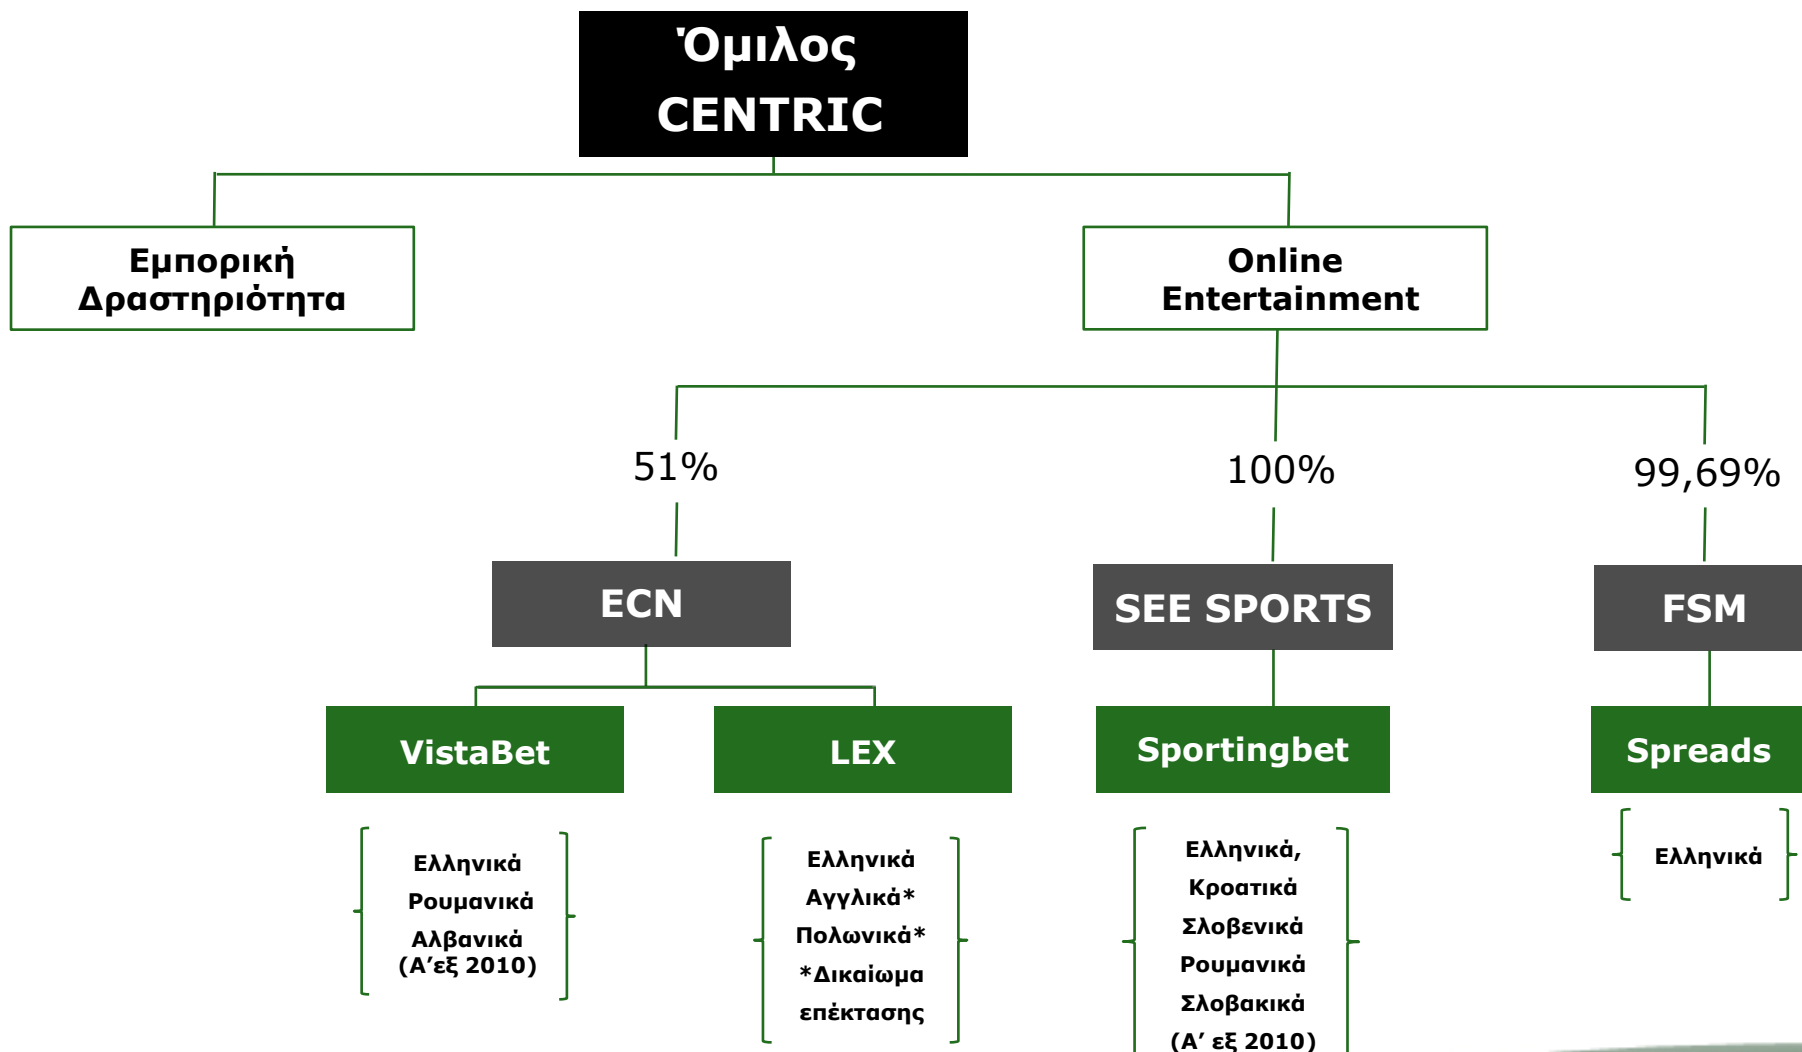 Όμιλος
CENTRIC
Εμπορική
Δραστηριότητα
Online
Entertainment
51%
100%
99,69%
ECN
SEE SPORTS
FSM
VistaBet
LEX
Sportingbet
Spreads
Ελληνικά
Ρουμανικά
Αλβανικά
(Α’εξ 2010)
Ελληνικά
Αγγλικά*
Πολωνικά*
*Δικαίωμα
επέκτασης
Ελληνικά,
Κροατικά
Σλοβενικά
Ρουμανικά
Σλοβακικά
(Α’ εξ 2010)
Ελληνικά